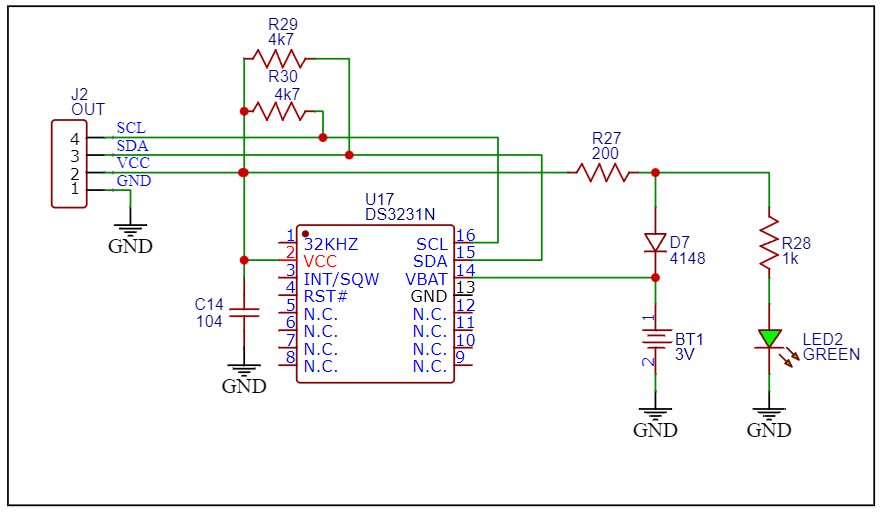 R29
4k7
R30
4k7
J2
OUT
4
SCL
3
SDA
2
VCC
1
GND
GND
R27
200
U17
DS3231N
1
32KHZ
SCL
16
2
VCC
SDA
15
3
INT/SQW
VBAT
14
4
RST#
GND
13
5
N.C.
N.C.
12
6
N.C.
N.C.
11
7
N.C.
N.C.
10
8
N.C.
N.C.
9
C14
104
GND
D7
4148
R28
1k
1
BT1
3V
2
GND
LED2
GREEN
GND